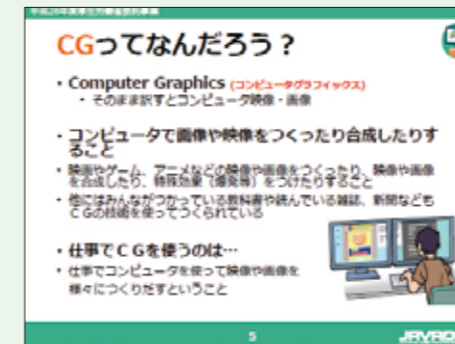 CGってなんだろう？
・Computer Graphics (コンピュータグラフィックス)
・そのまま訳すとコンピュータ映像・画像
・コンピュータで画像や映像をつくったり合成したりす
ること
・映画やゲーム、アニメなどの映像や画像をつくったり、映像や画像
を合成したり、特殊効果（爆発等）をつけたりすること
・他にはみんながつかっている教科書や読んでいる雑誌、新聞なども
ＣＧの技術を使ってつくられている
・仕事でＣＧを使うのは…
・仕事でコンピュータを使って映像や画像を
様々につくりだすということ
5